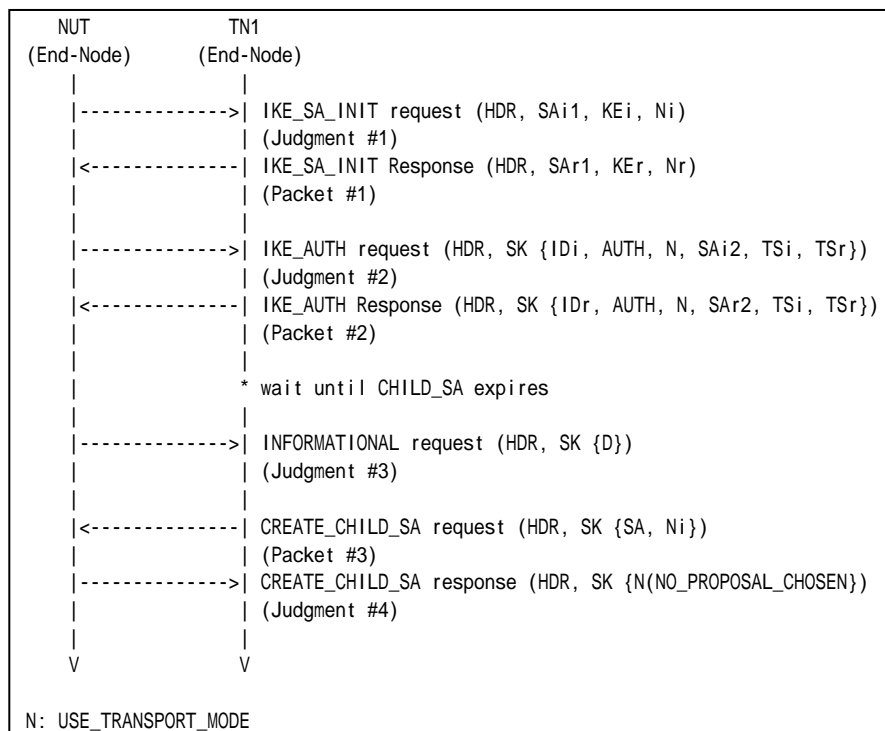 NUT TN1
(End-Node) (End-Node)
| |
|-------------->| IKE_SA_INIT request (HDR, SAi1, KEi, Ni)
| | (Judgment #1)
|<--------------| IKE_SA_INIT Response (HDR, SAr1, KEr, Nr)
| | (Packet #1)
| |
|-------------->| IKE_AUTH request (HDR, SK {IDi, AUTH, N, SAi2, TSi, TSr})
| | (Judgment #2)
|<--------------| IKE_AUTH Response (HDR, SK {IDr, AUTH, N, SAr2, TSi, TSr})
| | (Packet #2)
| |
| * wait until CHILD_SA expires
| |
|-------------->| INFORMATIONAL request (HDR, SK {D})
| | (Judgment #3)
| |
|<--------------| CREATE_CHILD_SA request (HDR, SK {SA, Ni})
| | (Packet #3)
|-------------->| CREATE_CHILD_SA response (HDR, SK {N(NO_PROPOSAL_CHOSEN})
| | (Judgment #4)
| |
V V
N: USE_TRANSPORT_MODE